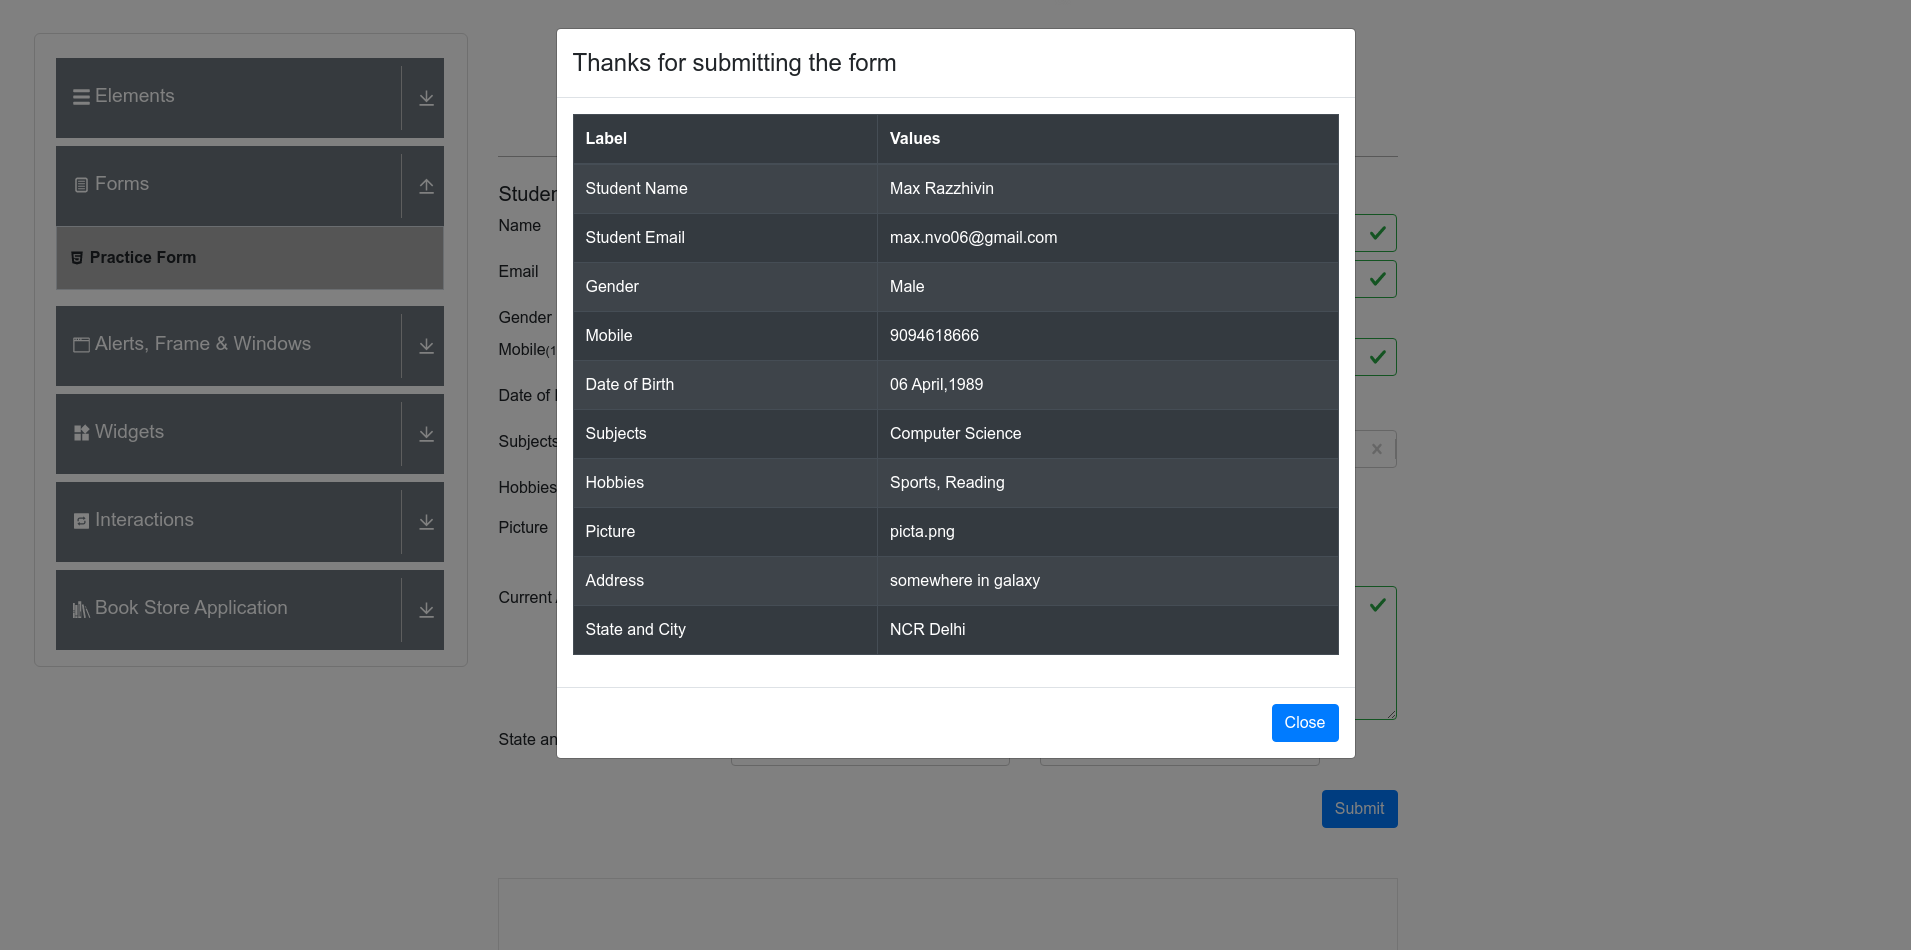 Elements
Forms
Practice Form
Alerts, Frame & Windows
Widgets
Interactions
Book Store Application
Studen
Name
Email
Gender
Mobile(1
Date of
Subjects
Hobbies
Picture
Current
State an
Submit
Thanks for submitting the form
Label Values
Student Name Max Razzhivin
Student Email max.nvo06@gmail.com
Gender Male
Mobile 9094618666
Date of Birth 06 April,1989
Subjects Computer Science
Hobbies Sports, Reading
Picture picta.png
Address somewhere in galaxy
State and City NCR Delhi
Close